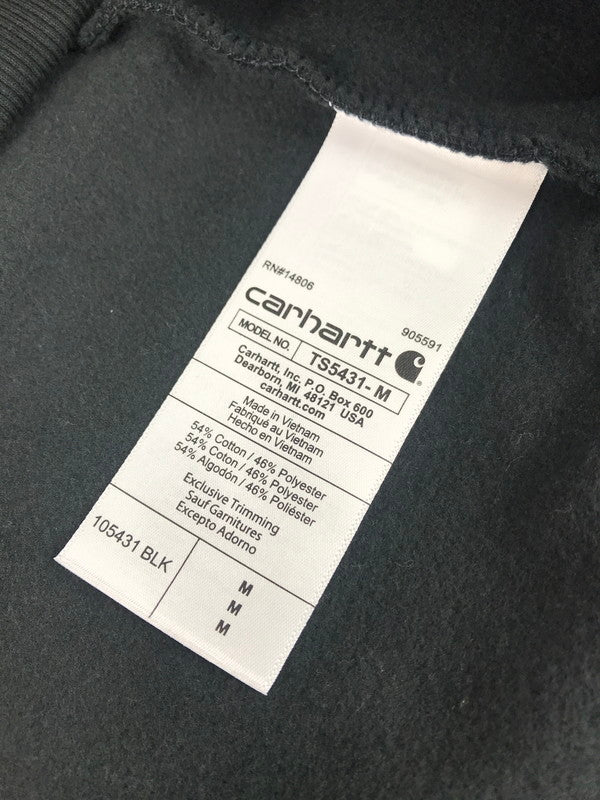 RN#14806
905591
carhartt
MODEL NO. TS5431-M
Carhartt, Inc. P.O. Box 600
Dearborn, MI 48121 USA
carhartt.com
Made in Vietnam
Fabriqué au Vietnam
Hecho en Vietnam
54% Cotton / 46% Polyester
54% Coton / 46% Polyester
54% Algodón / 46% Poliéster
Exclusive Trimming
Sauf Garnitures
Excepto Adorno
105431 BLK
M
M
M